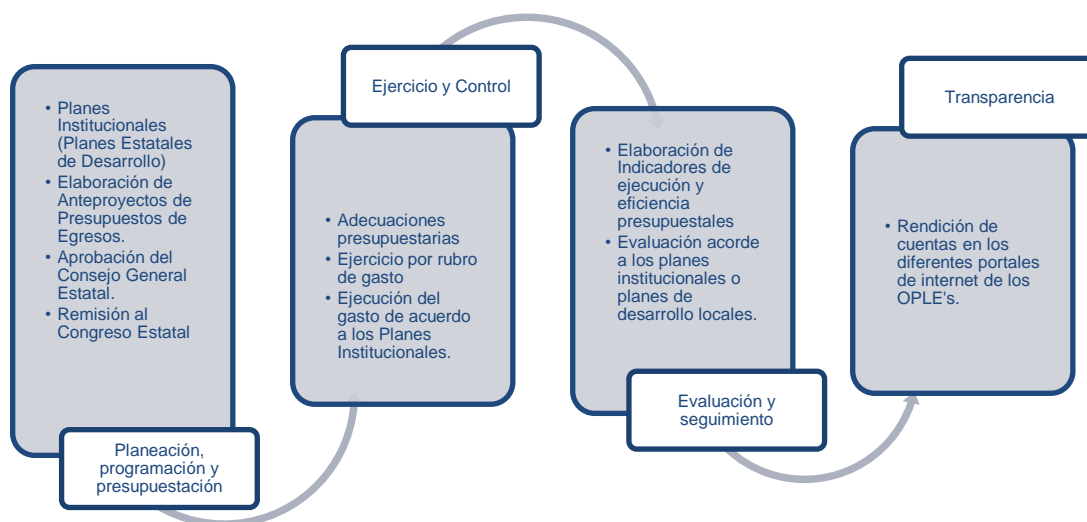 • Planes
Institucionales
(Planes Estatales
de Desarrollo)
• Elaboración de
Anteproyectos de
Presupuestos de
Egresos.
• Aprobación del
Consejo General
Estatal.
• Remisión al
Congreso Estatal
Planeación,
programación y
presupuestación
Ejercicio y Control
• Adecuaciones
presupuestarias
• Ejercicio por rubro
de gasto
• Ejecución del
gasto de acuerdo
a los Planes
Institucionales.
• Elaboración de
Indicadores de
ejecución y
eficiencia
presupuestales
• Evaluación acorde
a los planes
institucionales o
planes de
desarrollo locales.
Evaluación y
seguimiento
Transparencia
• Rendición de
cuentas en los
diferentes portales
de internet de los
OPLE's.